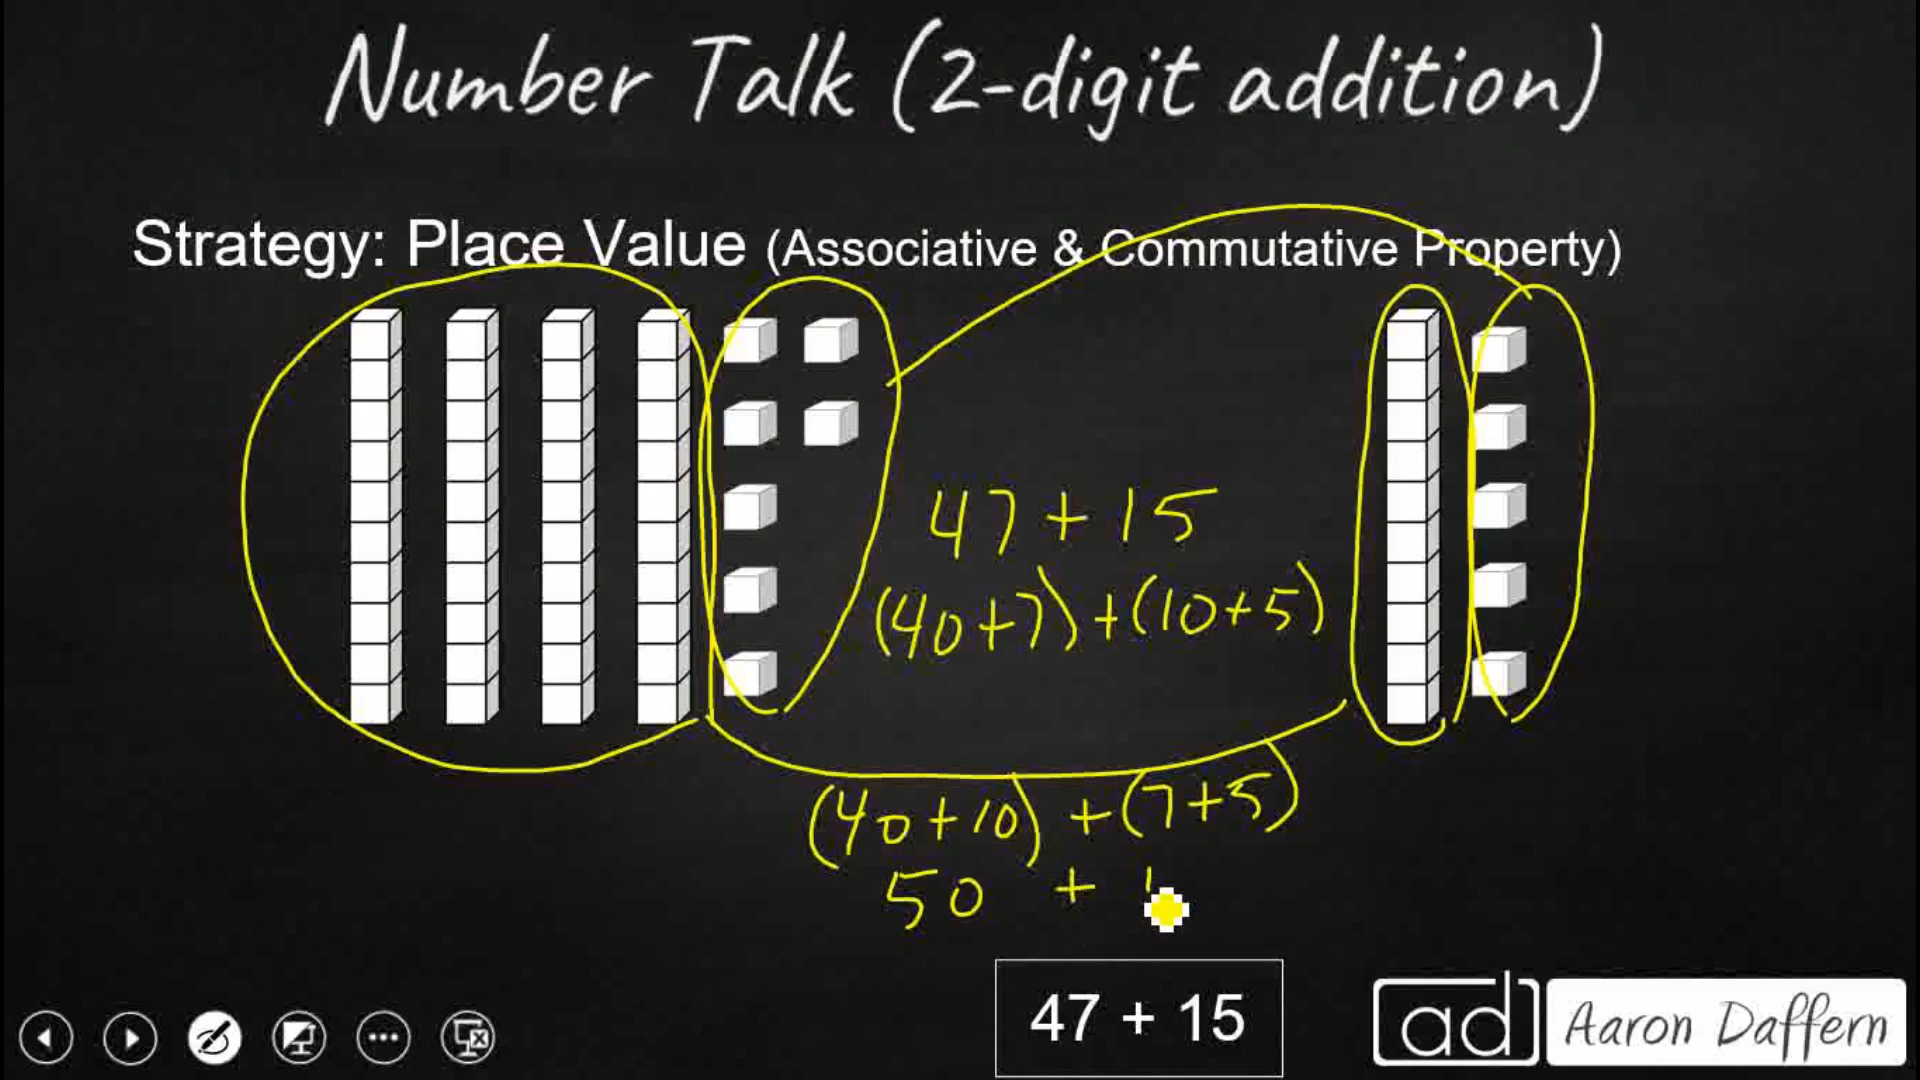 Number Talk (2-digit addition)
Strategy: Place Value (Associative & Commutative Property)
47 + 15
(40+7) + (10+5)
(40+10) + (7+5)
50 +
47 + 15
ad Aaron Daffern